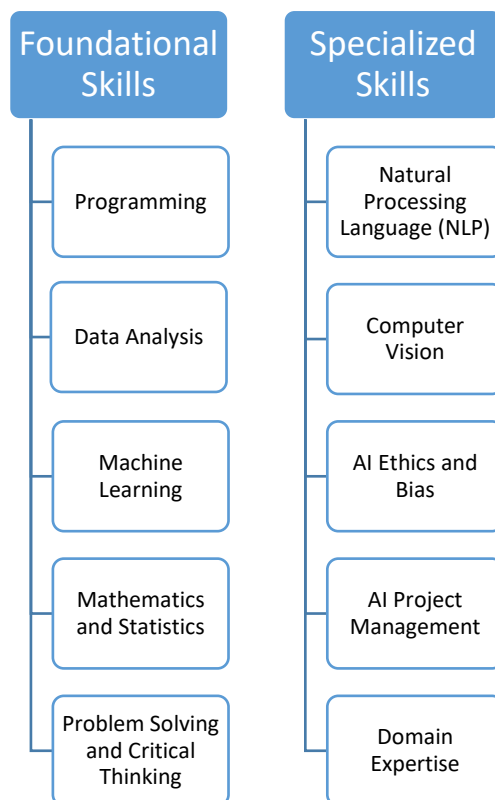 Foundational
Skills
Programming
Data Analysis
Machine
Learning
Mathematics
and Statistics
Problem Solving
and Critical
Thinking
Specialized
Skills
Natural
Processing
Language (NLP)
Computer
Vision
AI Ethics and
Bias
AI Project
Management
Domain
Expertise